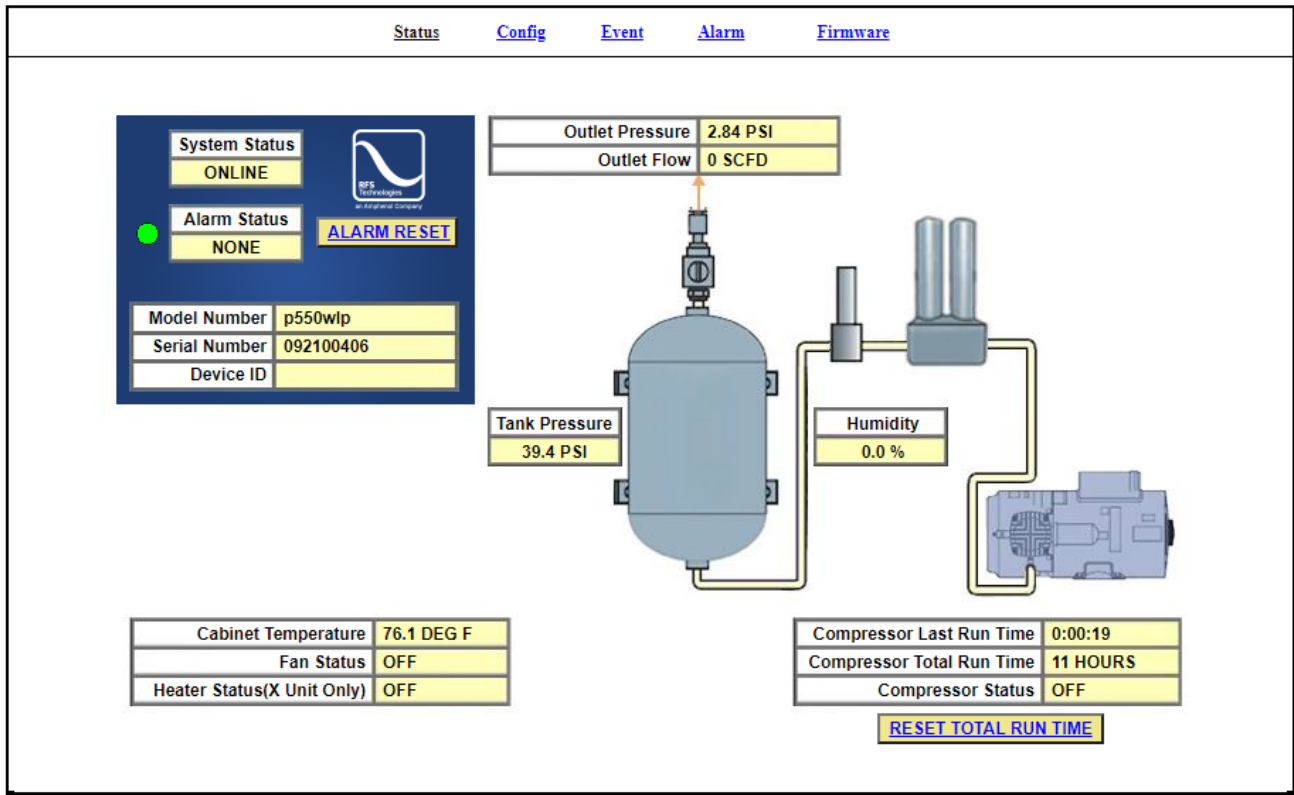 Status Config Event Alarm Firmware
System Status
ONLINE
RFS
Technologies
an Amphenol Company
Alarm Status
NONE
ALARM RESET
Model Number p550wlp
Serial Number 092100406
Device ID
Outlet Pressure 2.84 PSI
Outlet Flow 0 SCFD
Tank Pressure
39.4 PSI
Humidity
0.0 %
Cabinet Temperature 76.1 DEG F
Fan Status OFF
Heater Status(X Unit Only) OFF
Compressor Last Run Time 0:00:19
Compressor Total Run Time 11 HOURS
Compressor Status OFF
RESET TOTAL RUN TIME